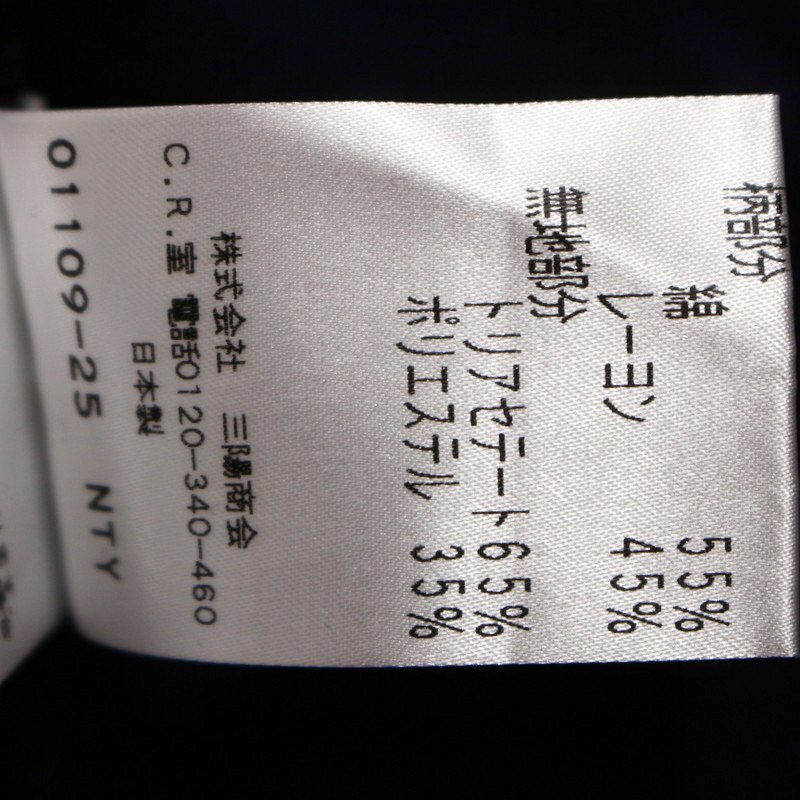 柄部分
綿 55%
レーヨン 45%
無地部分
トリアセテート 65%
ポリエステル 35%
株式会社 三陽商会
C.R.室 電話0120-340-460
日本製
01109-25 NTY